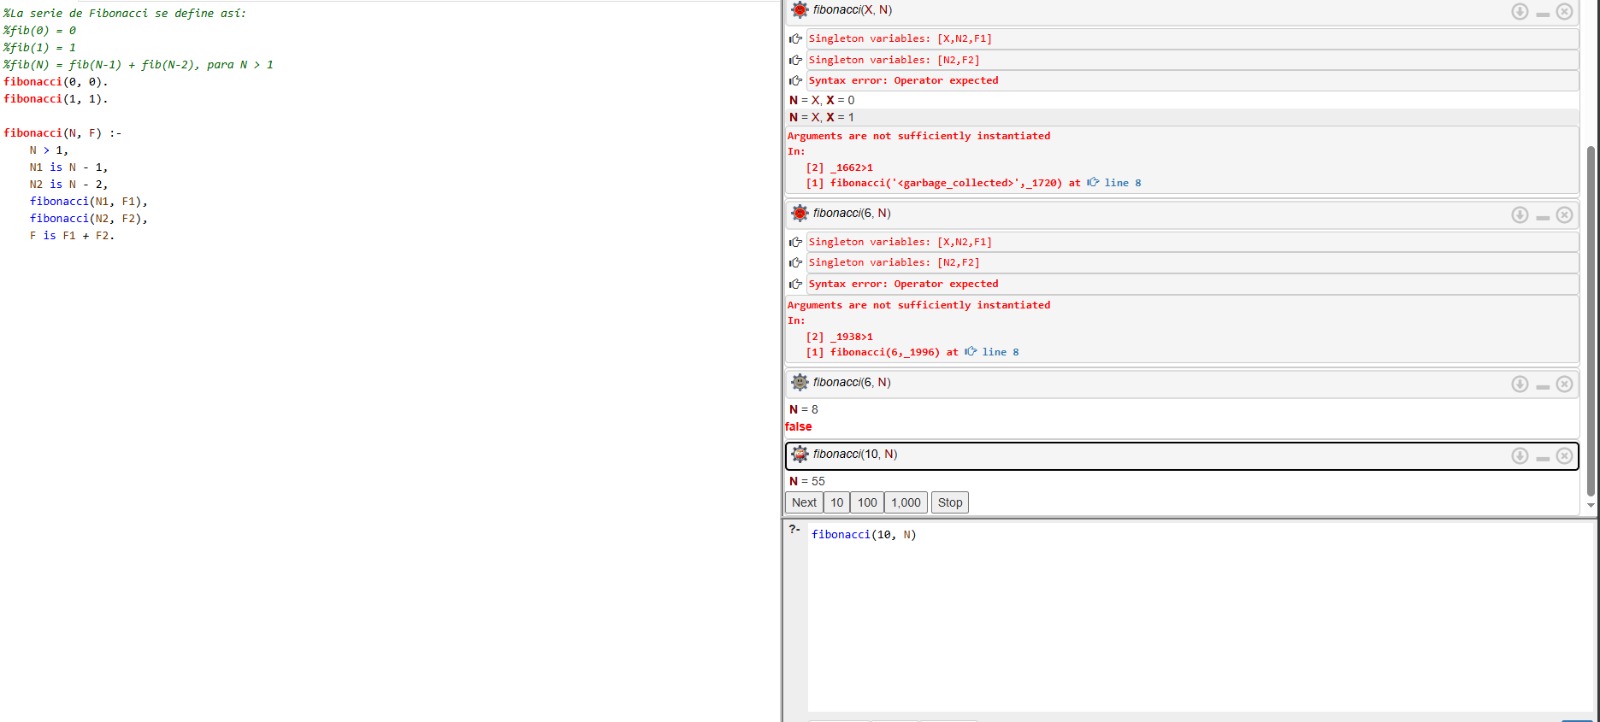 %La serie de Fibonacci se define así:
%fib(0) = 0
%fib(1) = 1
%fib(N) = fib(N-1) + fib(N-2), para N > 1
fibonacci(0, 0).
fibonacci(1, 1).
fibonacci(N, F) :-
N > 1,
N1 is N - 1,
N2 is N - 2,
fibonacci(N1, F1),
fibonacci(N2, F2),
F is F1 + F2.
fibonacci(X, N)
Singleton variables: [X,N2,F1]
Singleton variables: [N2,F2]
Syntax error: Operator expected
N = X, X = 0
N = X, X = 1
Arguments are not sufficiently instantiated
In:
[2] _1662>1
[1] fibonacci('<garbage_collected>',_1720) at line 8
fibonacci(6, N)
Singleton variables: [X,N2,F1]
Singleton variables: [N2,F2]
Syntax error: Operator expected
Arguments are not sufficiently instantiated
In:
[2] _1938>1
[1] fibonacci(6,_1996) at line 8
fibonacci(6, N)
N = 8
false
fibonacci(10, N)
N = 55
Next 10 100 1,000 Stop
?- fibonacci(10, N)